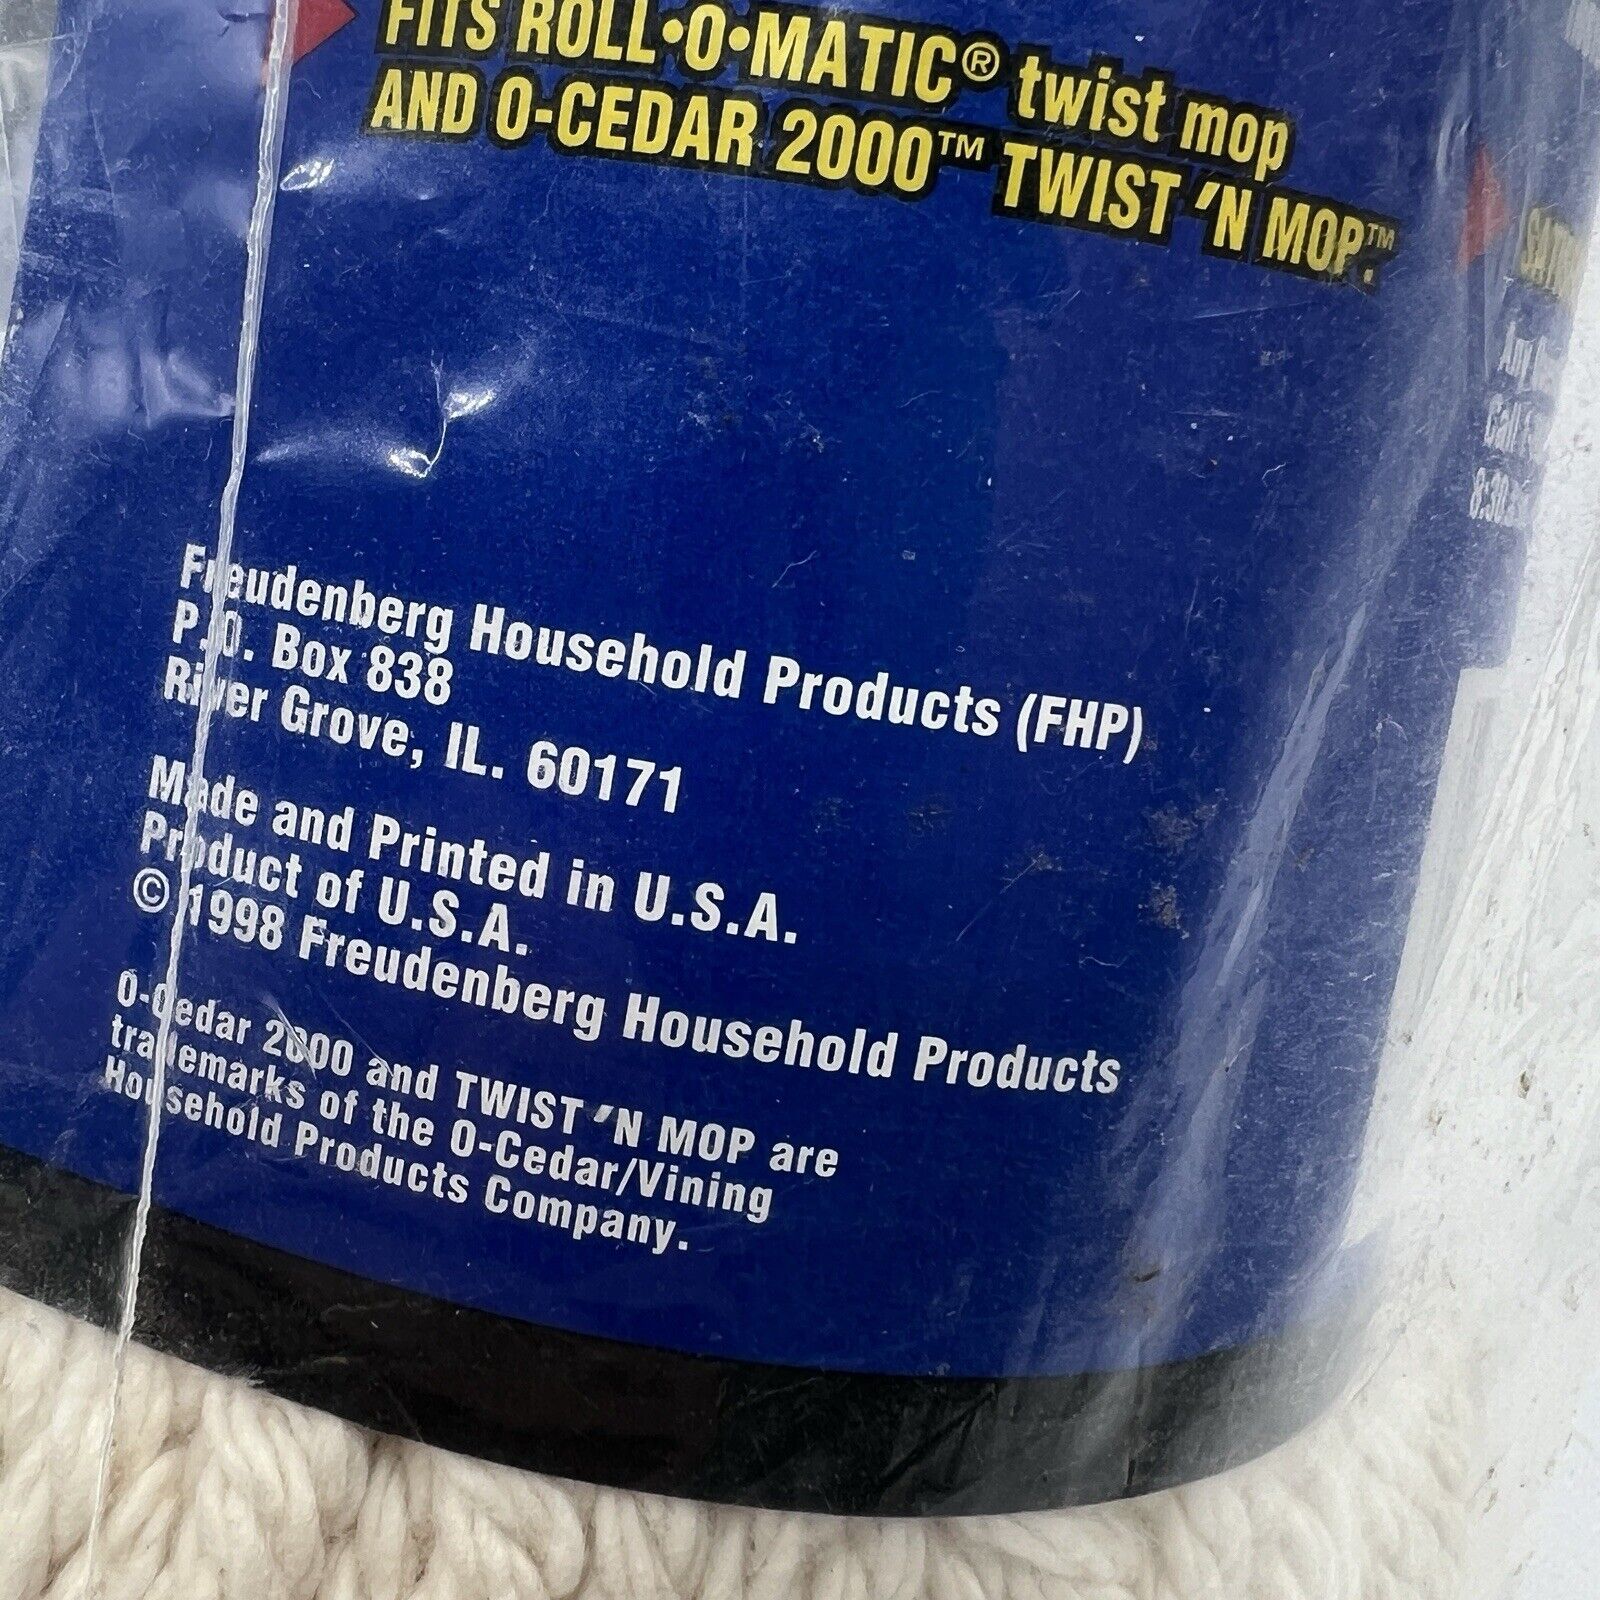 FITS ROLL•O•MATIC® twist mop
AND O-CEDAR 2000™ TWIST 'N MOP.™
Freudenberg Household Products (FHP)
P.O. Box 838
River Grove, IL. 60171
Made and Printed in U.S.A.
Product of U.S.A.
© 1998 Freudenberg Household Products
O-Cedar 2000 and TWIST 'N MOP are
trademarks of the O-Cedar/Vining
Household Products Company.